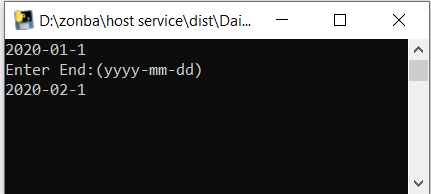 D:\zonba\host service\dist\Dai...
2020-01-1
Enter End:(yyyy-mm-dd)
2020-02-1